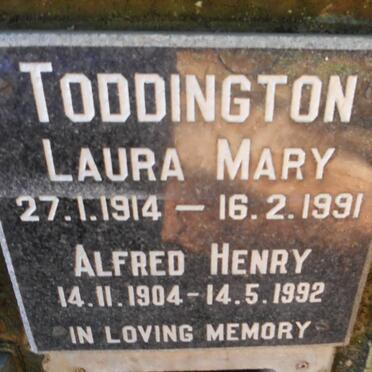 TODDINGTON
LAURA MARY
27.1.1914 – 16.2.1991
ALFRED HENRY
14.11.1904 – 14.5.1992
IN LOVING MEMORY